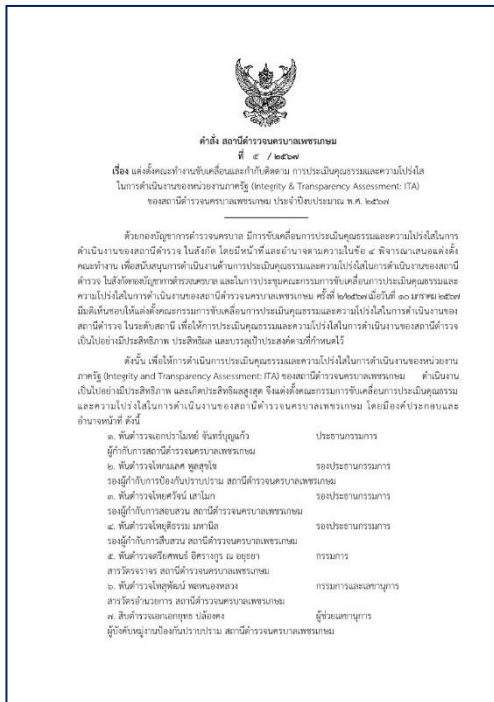 คำสั่ง สถานีตำรวจนครบาลเพชรเกษม
ที่ ๕ / ๒๕๖๗
เรื่อง แต่งตั้งคณะทำงานขับเคลื่อนและกำกับติดตาม การประเมินคุณธรรมและความโปร่งใส
ในการดำเนินงานของหน่วยงานภาครัฐ (Integrity & Transparency Assessment: ITA)
ของสถานีตำรวจนครบาลเพชรเกษม ประจำปีงบประมาณ พ.ศ. ๒๕๖๗
ด้วยกองบัญชาการตำรวจนครบาล มีการขับเคลื่อนการประเมินคุณธรรมและความโปร่งใสในการ
ดำเนินงานของสถานีตำรวจ ในสังกัด โดยมีหน้าที่และอำนาจตามความในข้อ ๔ พิจารณาเสนอแต่งตั้ง
คณะทำงาน เพื่อสนับสนุนการดำเนินงานด้านการประเมินคุณธรรมและความโปร่งใสในการดำเนินงานของสถานี
ตำรวจ ในสังกัดกองบัญชาการตำรวจนครบาล และในการประชุมคณะกรรมการขับเคลื่อนการประเมินคุณธรรมและ
ความโปร่งใสในการดำเนินงานของสถานีตำรวจนครบาลเพชรเกษม ครั้งที่ ๒/๒๕๖๗ เมื่อวันที่ ๑๐ มกราคม ๒๕๖๗
มีมติเห็นชอบให้แต่งตั้งคณะกรรมการขับเคลื่อนการประเมินคุณธรรมและความโปร่งใสในการดำเนินงานของ
สถานีตำรวจ ในระดับสถานี เพื่อให้การประเมินคุณธรรมและความโปร่งใสในการดำเนินงานของสถานีตำรวจ
เป็นไปอย่างมีประสิทธิภาพ ประสิทธิผล และบรรลุเป้าประสงค์ตามที่กำหนดไว้
ดังนั้น เพื่อให้การดำเนินการประเมินคุณธรรมและความโปร่งใสในการดำเนินงานของหน่วยงาน
ภาครัฐ (Integrity and Transparency Assessment: ITA) ของสถานีตำรวจนครบาลเพชรเกษม ดำเนินงาน
เป็นไปอย่างมีประสิทธิภาพ และเกิดประสิทธิผลสูงสุด จึงแต่งตั้งคณะกรรมการขับเคลื่อนการประเมินคุณธรรม
และความโปร่งใสในการดำเนินงานของสถานีตำรวจนครบาลเพชรเกษม โดยมีองค์ประกอบและ
อำนาจหน้าที่ ดังนี้
๑. พันตำรวจเอกปราโมทย์ จันทร์บุญแก้ว ประธานกรรมการ
ผู้กำกับการสถานีตำรวจนครบาลเพชรเกษม
๒. พันตำรวจโทกมเลศ พูลสุขโข รองประธานกรรมการ
รองผู้กำกับการป้องกันปราบปราม สถานีตำรวจนครบาลเพชรเกษม
๓. พันตำรวจโทยศวัจน์ เสาโมก รองประธานกรรมการ
รองผู้กำกับการสอบสวน สถานีตำรวจนครบาลเพชรเกษม
๔. พันตำรวจโทยุติธรรม มหานิล รองประธานกรรมการ
รองผู้กำกับการสืบสวน สถานีตำรวจนครบาลเพชรเกษม
๕. พันตำรวจตรียศพนธ์ อิศรางกูร ณ อยุธยา กรรมการ
สารวัตรจราจร สถานีตำรวจนครบาลเพชรเกษม
๖. พันตำรวจโทสุพัฒน์ พลหนองหลวง กรรมการและเลขานุการ
สารวัตรอำนวยการ สถานีตำรวจนครบาลเพชรเกษม
๗. สิบตำรวจเอกเอกยุทธ ปล้องคง ผู้ช่วยเลขานุการ
ผู้บังคับหมู่งานป้องกันปราบปราม สถานีตำรวจนครบาลเพชรเกษม